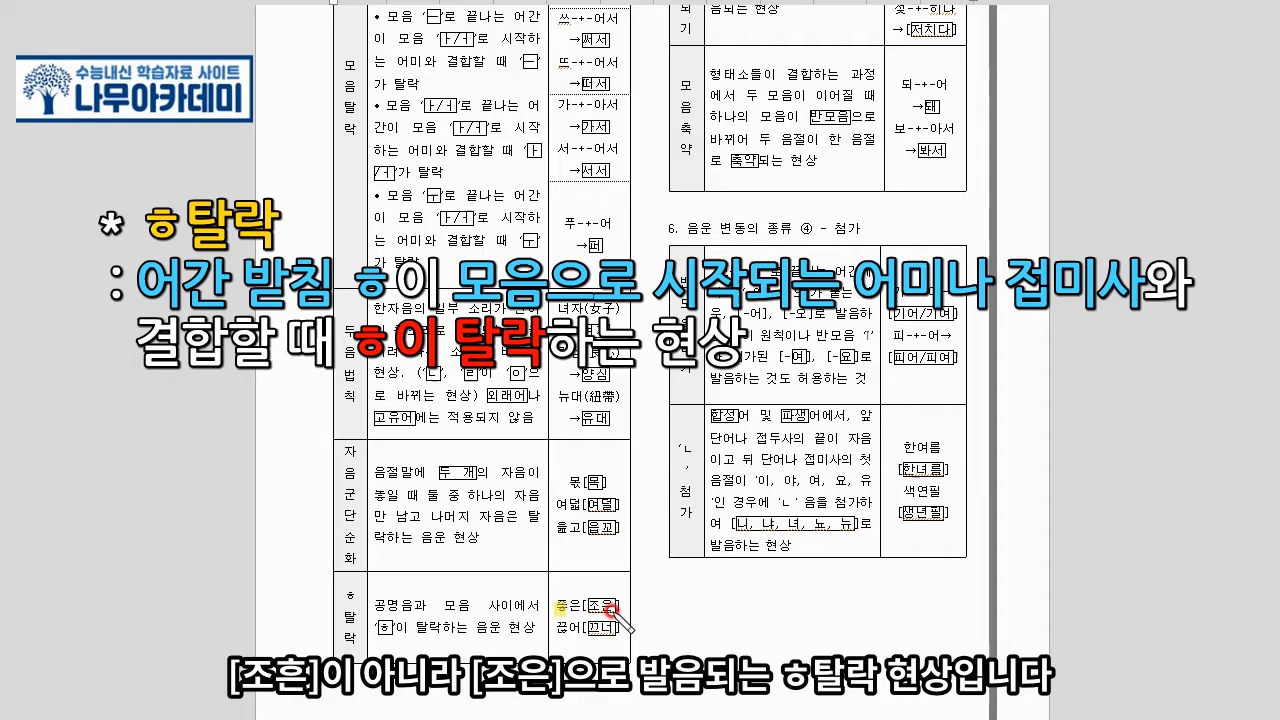 수능내신 학습자료 사이트
나무아카데미
모음탈락
• 모음 'ㅡ'로 끝나는 어간
이 모음 'ㅏ/ㅓ'로 시작하
는 어미와 결합할 때 'ㅡ'
가 탈락
• 모음 'ㅏ/ㅓ'로 끝나는 어
간이 모음 'ㅏ/ㅓ'로 시작
하는 어미와 결합할 때 'ㅏ
/ㅓ'가 탈락
• 모음 'ㅜ'로 끝나는 어간
이 모음 'ㅏ/ㅓ'로 시작하
는 어미와 결합할 때 'ㅜ'
쓰-+-어서
→써서
뜨-+-어서
→떠서
가-+-아서
→가서
서-+-어서
→서서
푸-+-어
→퍼
* ㅎ탈락
: 어간 받침 ㅎ이 모음으로 시작되는 어미나 접미사와
결합할 때 ㅎ이 탈락하는 현상
로 바뀌는 현상) 외래어나
고유어에는 적용되지 않음
녀자(女子)
→양심
뉴대(紐帶)
→유대
자음군단순화
음절말에 두 개의 자음이
놓일 때 둘 중 하나의 자음
만 남고 나머지 자음은 탈
락하는 음운 현상
몫[목]
여덟[여덜]
읊고[읍꼬]
ㅎ탈락
공명음과 모음 사이에서
'ㅎ'이 탈락하는 음운 현상
좋은[조은]
끊어[끄너]
되기
음되는 현상
젖-+-히다
→[저치다]
모음축약
형태소들이 결합하는 과정
에서 두 모음이 이어질 때
하나의 모음이 반모음으로
바뀌어 두 음절이 한 음절
로 축약되는 현상
되-+-어
→돼
보-+-아서
→봐서
6. 음운 변동의 종류 ④ - 첨가
발음하는 것도 허용하는 것
[기어/기여]
피-+-어→
[피어/피여]
'ㄴ' 첨가
합성어 및 파생어에서, 앞
단어나 접두사의 끝이 자음
이고 뒤 단어나 접미사의 첫
음절이 '이, 야, 여, 요, 유
'인 경우에 'ㄴ' 음을 첨가하
여 [니, 냐, 녀, 뇨, 뉴]로
발음하는 현상
한여름
[한녀름]
색연필
[생년필]
[조흔]이 아니라 [조은]으로 발음되는 ㅎ탈락 현상입니다